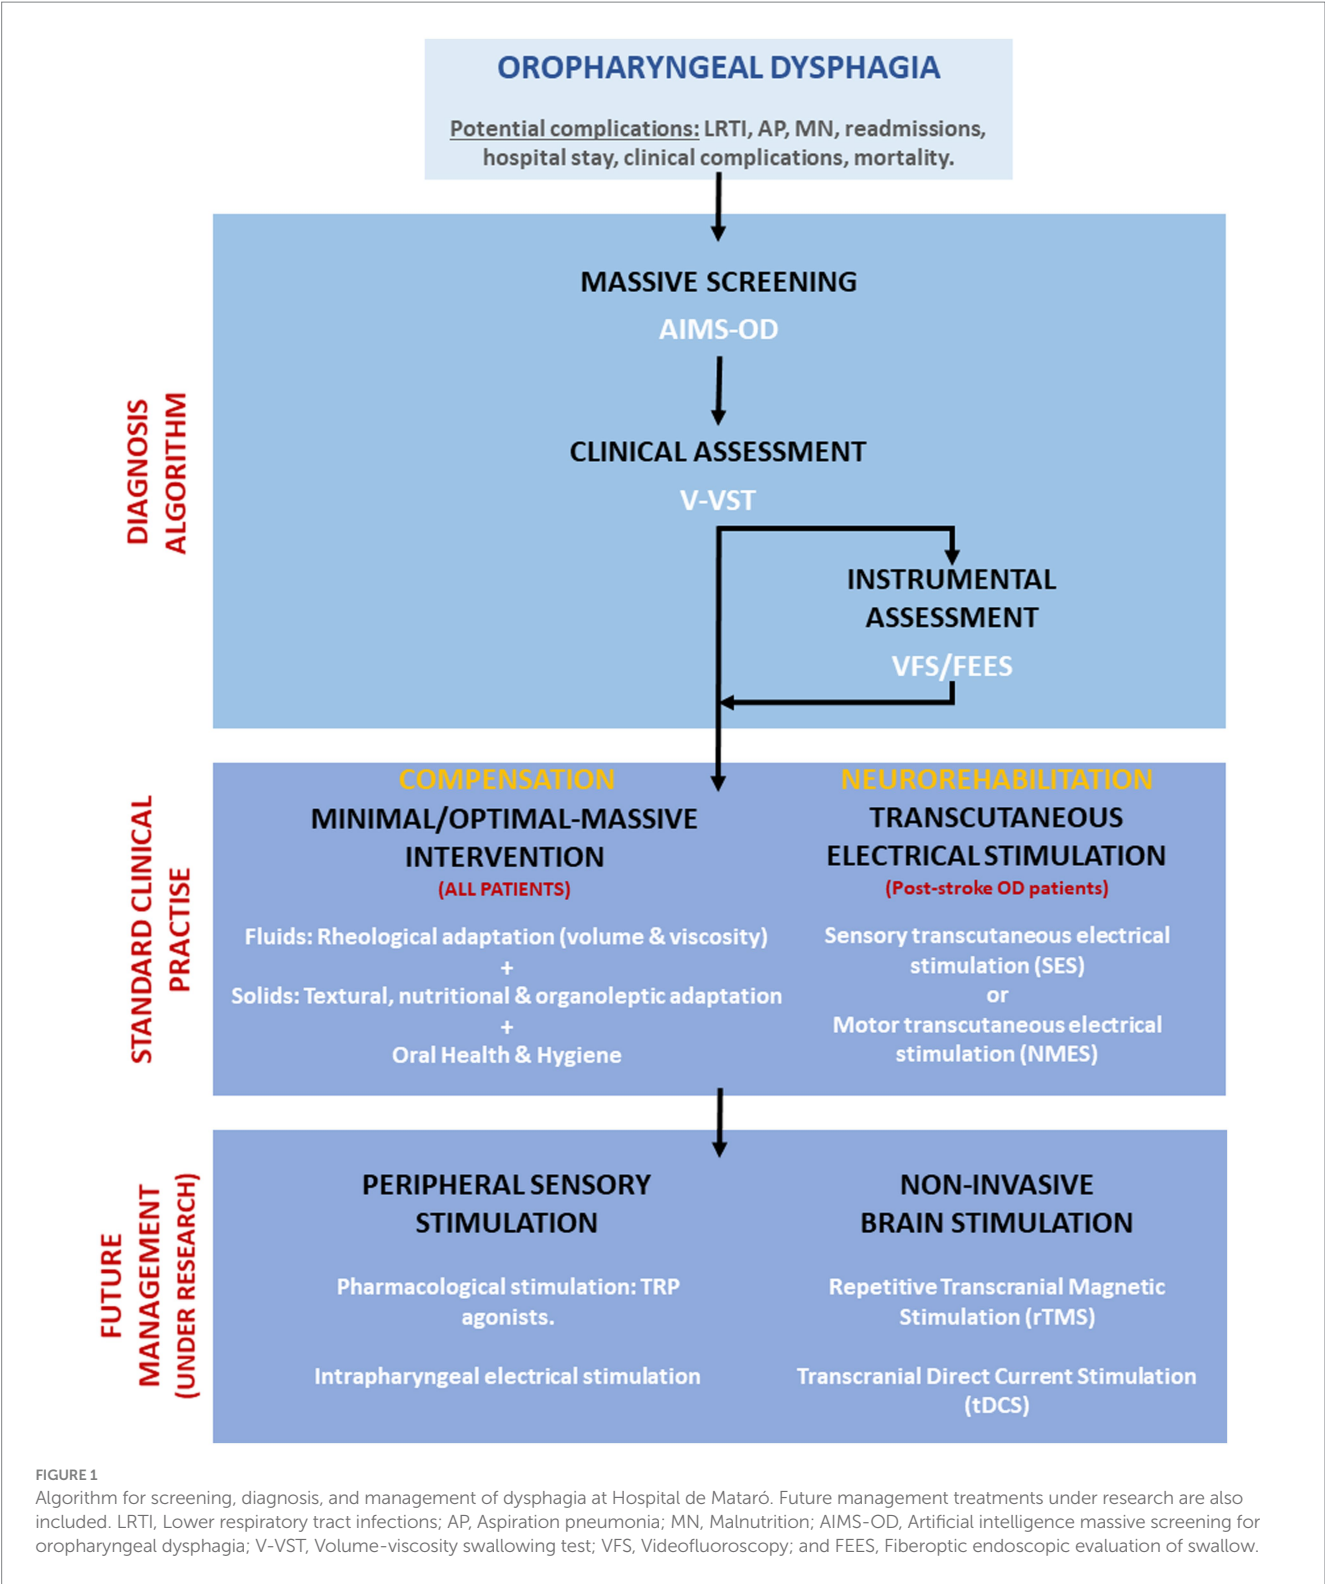 OROPHARYNGEAL DYSPHAGIA
Potential complications: LRTI, AP, MN, readmissions,
hospital stay, clinical complications, mortality.
DIAGNOSIS
ALGORITHM
MASSIVE SCREENING
AIMS-OD
CLINICAL ASSESSMENT
V-VST
INSTRUMENTAL
ASSESSMENT
VFS/FEES
STANDARD CLINICAL
PRACTISE
COMPENSATION
MINIMAL/OPTIMAL-MASSIVE
INTERVENTION
(ALL PATIENTS)
Fluids: Rheological adaptation (volume & viscosity)
+
Solids: Textural, nutritional & organoleptic adaptation
+
Oral Health & Hygiene
NEUROREHABILITATION
TRANSCUTANEOUS
ELECTRICAL STIMULATION
(Post-stroke OD patients)
Sensory transcutaneous electrical
stimulation (SES)
or
Motor transcutaneous electrical
stimulation (NMES)
FUTURE
MANAGEMENT
(UNDER RESEARCH)
PERIPHERAL SENSORY
STIMULATION
Pharmacological stimulation: TRP
agonists.
Intrapharyngeal electrical stimulation
NON-INVASIVE
BRAIN STIMULATION
Repetitive Transcranial Magnetic
Stimulation (rTMS)
Transcranial Direct Current Stimulation
(tDCS)
FIGURE 1
Algorithm for screening, diagnosis, and management of dysphagia at Hospital de Mataró. Future management treatments under research are also
included. LRTI, Lower respiratory tract infections; AP, Aspiration pneumonia; MN, Malnutrition; AIMS-OD, Artificial intelligence massive screening for
oropharyngeal dysphagia; V-VST, Volume-viscosity swallowing test; VFS, Videofluoroscopy; and FEES, Fiberoptic endoscopic evaluation of swallow.